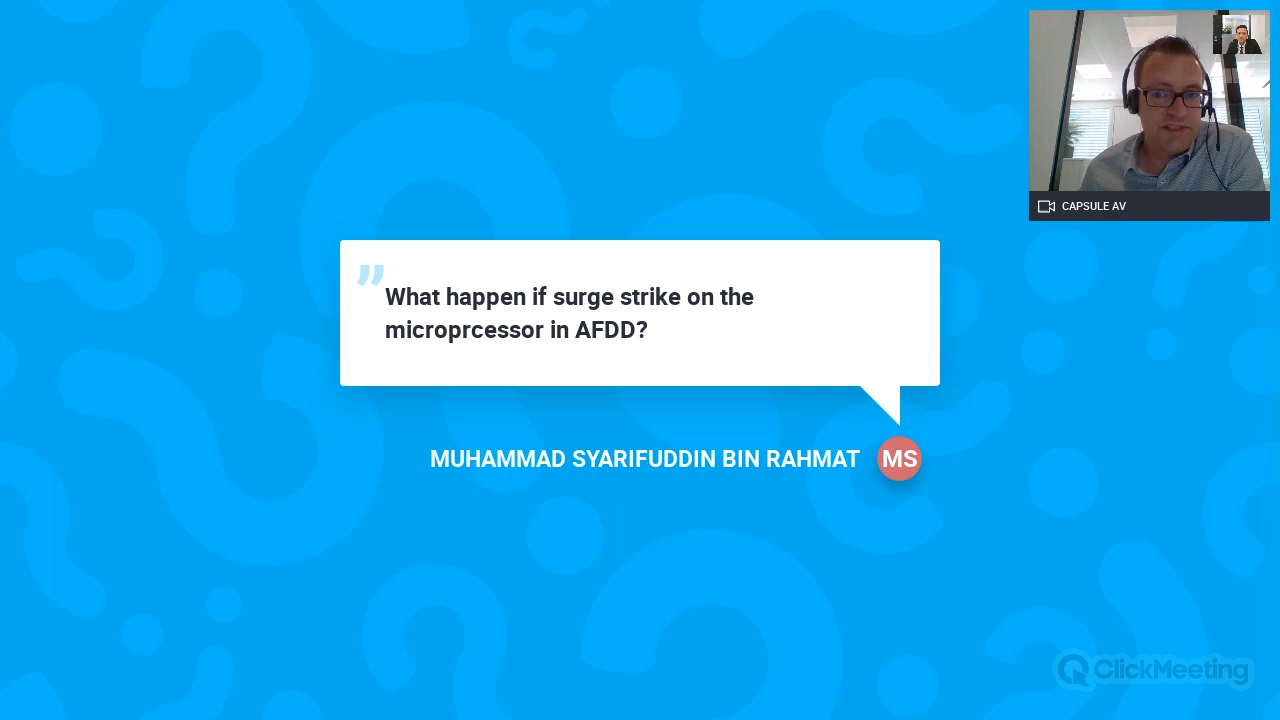 CAPSULE AV
”
What happen if surge strike on the
microprcessor in AFDD?
MUHAMMAD SYARIFUDDIN BIN RAHMAT MS
ClickMeeting